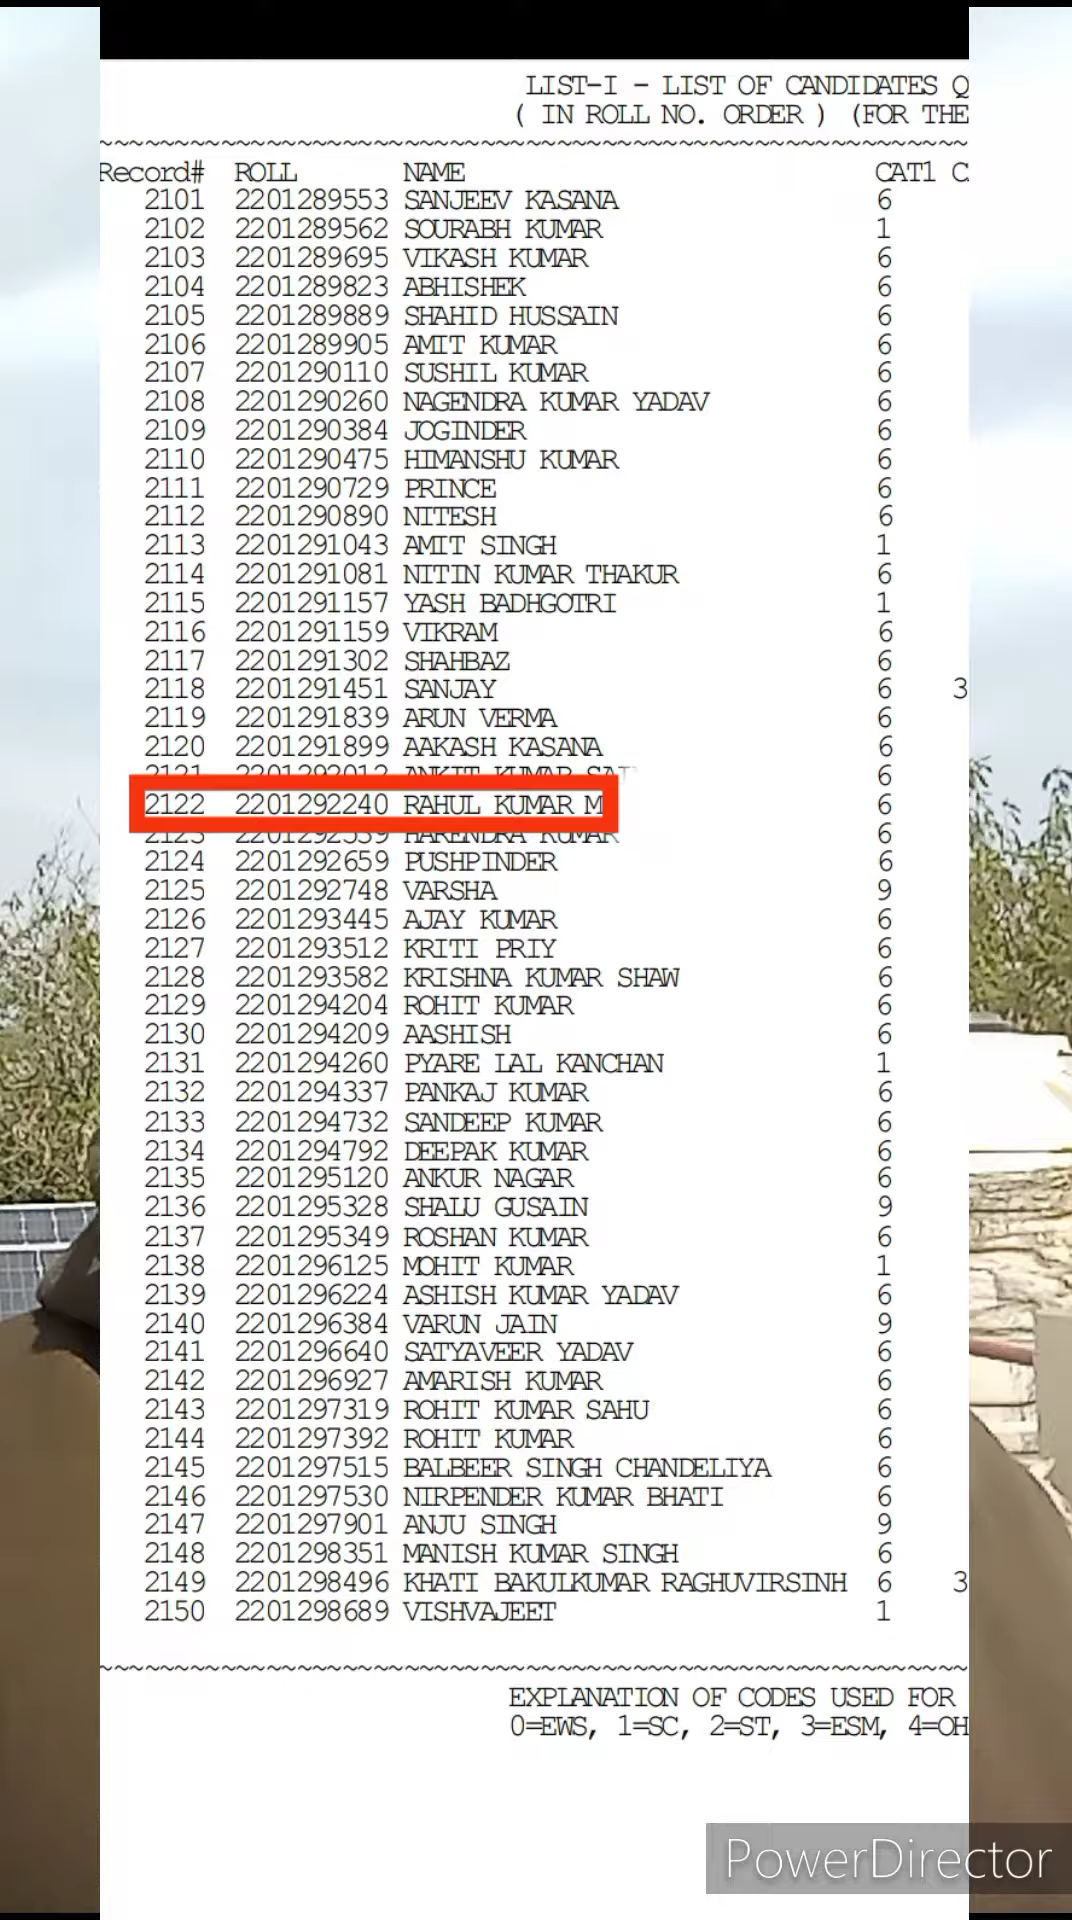 LIST-I - LIST OF CANDIDATES Q
( IN ROLL NO. ORDER ) (FOR THE
~~~~~~~~~~~~~~~~~~~~~~~~~~~~~~~~~~~~~~~~~~~~~~~~~~~~~~~~
Record# ROLL NAME CAT1 C
2101 2201289553 SANJEEV KASANA 6
2102 2201289562 SOURABH KUMAR 1
2103 2201289695 VIKASH KUMAR 6
2104 2201289823 ABHISHEK 6
2105 2201289889 SHAHID HUSSAIN 6
2106 2201289905 AMIT KUMAR 6
2107 2201290110 SUSHIL KUMAR 6
2108 2201290260 NAGENDRA KUMAR YADAV 6
2109 2201290384 JOGINDER 6
2110 2201290475 HIMANSHU KUMAR 6
2111 2201290729 PRINCE 6
2112 2201290890 NITESH 6
2113 2201291043 AMIT SINGH 1
2114 2201291081 NITIN KUMAR THAKUR 6
2115 2201291157 YASH BADHGOTRI 1
2116 2201291159 VIKRAM 6
2117 2201291302 SHAHBAZ 6
2118 2201291451 SANJAY 6 3
2119 2201291839 ARUN VERMA 6
2120 2201291899 AAKASH KASANA 6
2121 2201292012 ANKIT KUMAR 6
2122 2201292240 RAHUL KUMAR M 6
2123 2201292539 HARENDRA KUMAR 6
2124 2201292659 PUSHPINDER 6
2125 2201292748 VARSHA 9
2126 2201293445 AJAY KUMAR 6
2127 2201293512 KRITI PRIY 6
2128 2201293582 KRISHNA KUMAR SHAW 6
2129 2201294204 ROHIT KUMAR 6
2130 2201294209 AASHISH 6
2131 2201294260 PYARE LAL KANCHAN 1
2132 2201294337 PANKAJ KUMAR 6
2133 2201294732 SANDEEP KUMAR 6
2134 2201294792 DEEPAK KUMAR 6
2135 2201295120 ANKUR NAGAR 6
2136 2201295328 SHALU GUSAIN 9
2137 2201295349 ROSHAN KUMAR 6
2138 2201296125 MOHIT KUMAR 1
2139 2201296224 ASHISH KUMAR YADAV 6
2140 2201296384 VARUN JAIN 9
2141 2201296640 SATYAVEER YADAV 6
2142 2201296927 AMARISH KUMAR 6
2143 2201297319 ROHIT KUMAR SAHU 6
2144 2201297392 ROHIT KUMAR 6
2145 2201297515 BALBEER SINGH CHANDELIYA 6
2146 2201297530 NIRPENDER KUMAR BHATI 6
2147 2201297901 ANJU SINGH 9
2148 2201298351 MANISH KUMAR SINGH 6
2149 2201298496 KHATI BAKULKUMAR RAGHUVIRSINH 6 3
2150 2201298689 VISHVAJEET 1
~~~~~~~~~~~~~~~~~~~~~~~~~~~~~~~~~~~~~~~~~~~~~~~~~~~~~~~~
EXPLANATION OF CODES USED FOR
0=EWS, 1=SC, 2=ST, 3=ESM, 4=OH
PowerDirector